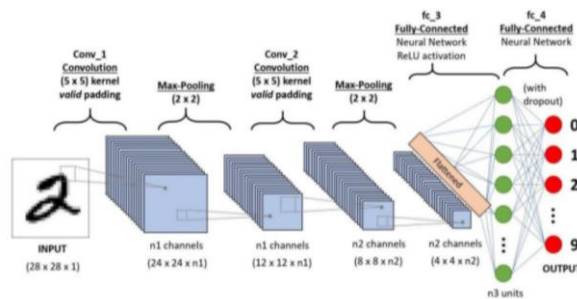 Conv_1
Convolution
(5 x 5) kernel
valid padding
Max-Pooling
(2 x 2)
Conv_2
Convolution
(5 x 5) kernel
valid padding
Max-Pooling
(2 x 2)
fc_3
Fully-Connected
Neural Network
ReLU activation
fc_4
Fully-Connected
Neural Network
(with
dropout)
Flattened
0
1
2
9
INPUT
(28 x 28 x 1)
n1 channels
(24 x 24 x n1)
n1 channels
(12 x 12 x n1)
n2 channels
(8 x 8 x n2)
n2 channels
(4 x 4 x n2)
n3 units
OUTPUT
2